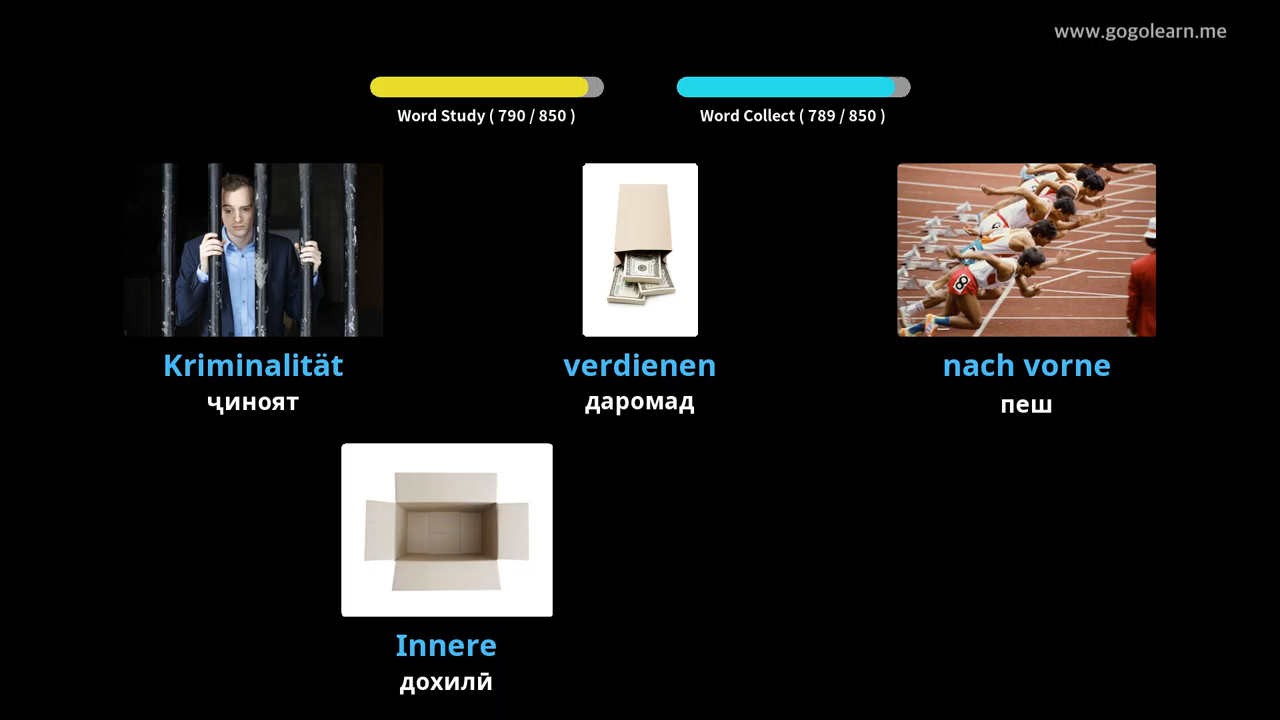 www.gogolearn.me
Word Study ( 790 / 850 )
Word Collect ( 789 / 850 )
Kriminalität
ҷиноят
verdienen
даромад
nach vorne
пеш
8
Innere
дохилӣ